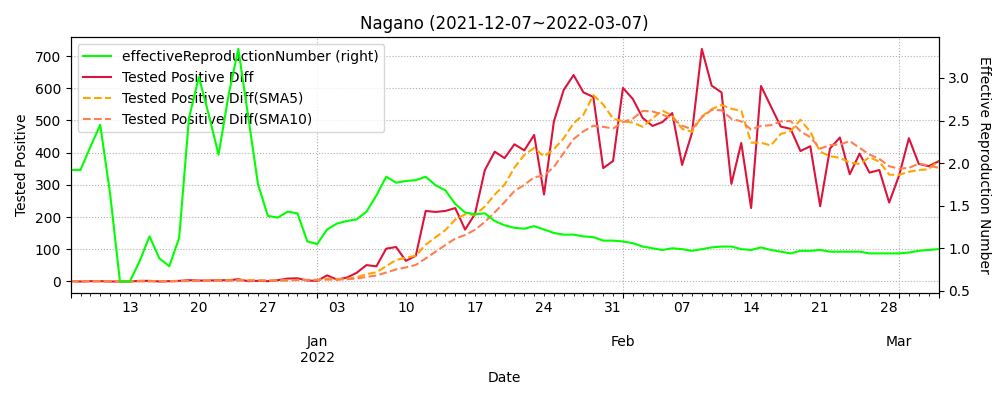 Nagano (2021-12-07~2022-03-07)
effectiveReproductionNumber (right)
Tested Positive Diff
Tested Positive Diff(SMA5)
Tested Positive Diff(SMA10)
Tested Positive
700
600
500
400
300
200
100
0
Effective Reproduction Number
3.0
2.5
2.0
1.5
1.0
0.5
13 20 27 03 10 17 24 31 07 14 21 28
Jan Feb Mar
2022
Date